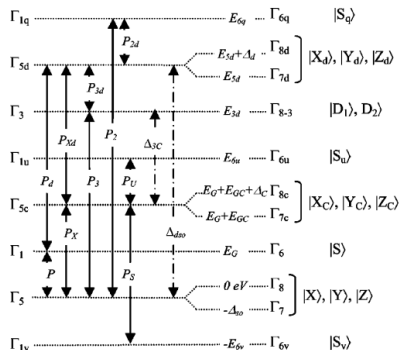 Γ1q E6q Γ6q |Sq⟩
P2d
Γ5d E5d+Δd Γ8d |Xd⟩, |Yd⟩, |Zd⟩
E5d Γ7d
P3d
Γ3 E3d Γ8-3 |D1⟩, D2⟩
PXd P2 Δ3C
Γ1u E6u Γ6u |Su⟩
Pd P3 PU
Γ5c EG+EGC+ΔC Γ8c |XC⟩, |YC⟩, |ZC⟩
EG+EGC Γ7c
PX Δdso
Γ1 EG Γ6 |S⟩
P PS
Γ5 0 eV Γ8 |X⟩, |Y⟩, |Z⟩
-Δso Γ7
Γ1v -E6v Γ6v |Sv⟩